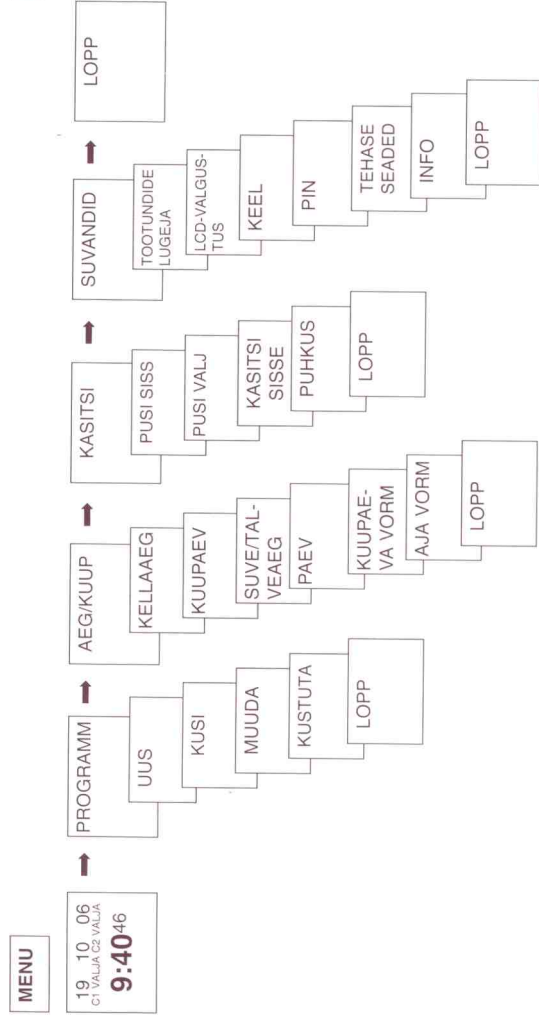 MENU
19 10 06
C1 VALJA C2 VALJA
9:40 46
PROGRAMM
UUS
KUSI
MUUDA
KUSTUTA
LOPP
AEG/KUUP
KELLAAEG
KUUPAEV
SUVE/TAL-
VEAEG
PAEV
KUUPAE-
VA VORM
AJA VORM
LOPP
KASITSI
PUSI SISS
PUSI VALJ
KASITSI
SISSE
PUHKUS
LOPP
SUVANDID
TOOTUNDIDE
LUGEJA
LCD-VALGUS-
TUS
KEEL
PIN
TEHASE
SEADED
INFO
LOPP
LOPP